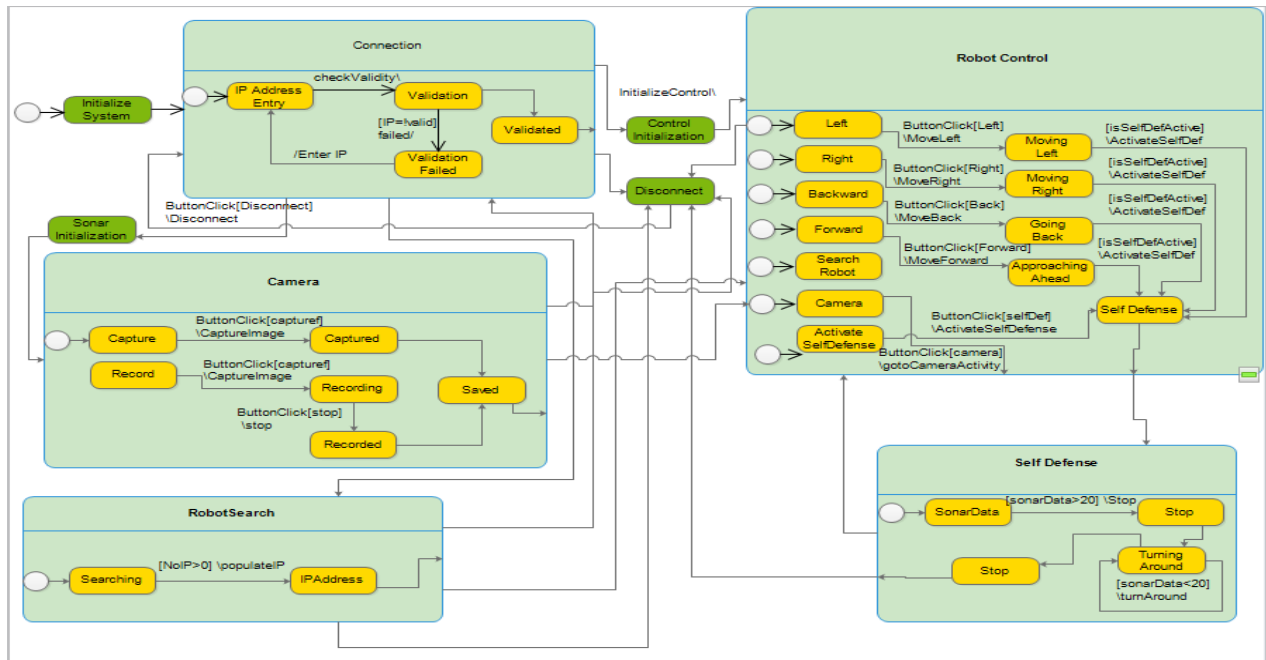 Connection
Robot Control
Initialize
System
IP Address
Entry
checkValidity\
Validation
[IP=!valid]
failed/
Validated
/Enter IP
Validation
Failed
InitializeControl\
Control
Initialization
Disconnect
ButtonClick[Disconnect]
\Disconnect
Sonar
Initialization
Left
ButtonClick[Left]
\MoveLeft
Moving
Left
[isSelfDefActive]
\ActivateSelfDef
Right
ButtonClick[Right]
\MoveRight
Moving
Right
[isSelfDefActive]
\ActivateSelfDef
Backward
ButtonClick[Back]
\MoveBack
Going
Back
[isSelfDefActive]
\ActivateSelfDef
Forward
ButtonClick[Forward]
\MoveForward
Approaching
Ahead
[isSelfDefActive]
\ActivateSelfDef
Search
Robot
Camera
ButtonClick[selfDef]
\ActivateSelfDefense
Self Defense
Activate
SelfDefense
ButtonClick[camera]
\gotoCameraActivity
Camera
Capture
ButtonClick[capturef]
\CaptureImage
Captured
Record
ButtonClick[capturef]
\CaptureImage
Recording
Saved
ButtonClick[stop]
\stop
Recorded
RobotSearch
Searching
[NoIP>0] \populateIP
IPAddress
Self Defense
SonarData
[sonarData>20] \Stop
Stop
Turning
Around
Stop
[sonarData<20]
\turnAround